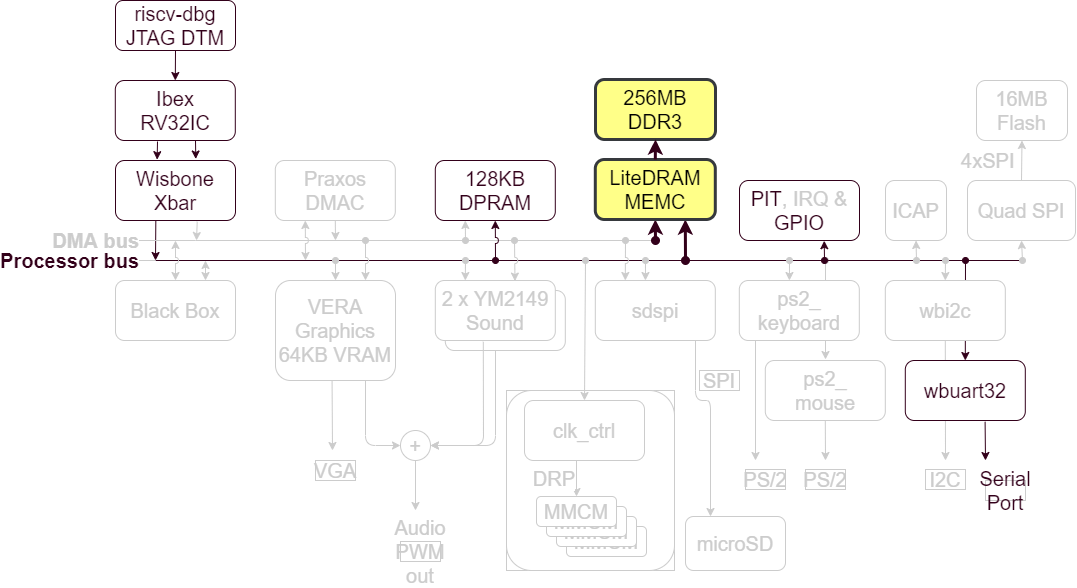 riscv-dbg
JTAG DTM
Ibex
RV32IC
256MB
DDR3
16MB
Flash
4xSPI
Wisbone
Xbar
Praxos
DMAC
128KB
DPRAM
LiteDRAM
MEMC
PIT, IRQ &
GPIO
ICAP
Quad SPI
DMA bus
Processor bus
Black Box
VERA
Graphics
64KB VRAM
2 x YM2149
Sound
sdspi
ps2_
keyboard
wbi2c
SPI
ps2_
mouse
wbuart32
clk_ctrl
+
VGA
DRP
PS/2
PS/2
I2C
Serial
Port
MMCM
Audio
PWM
out
microSD